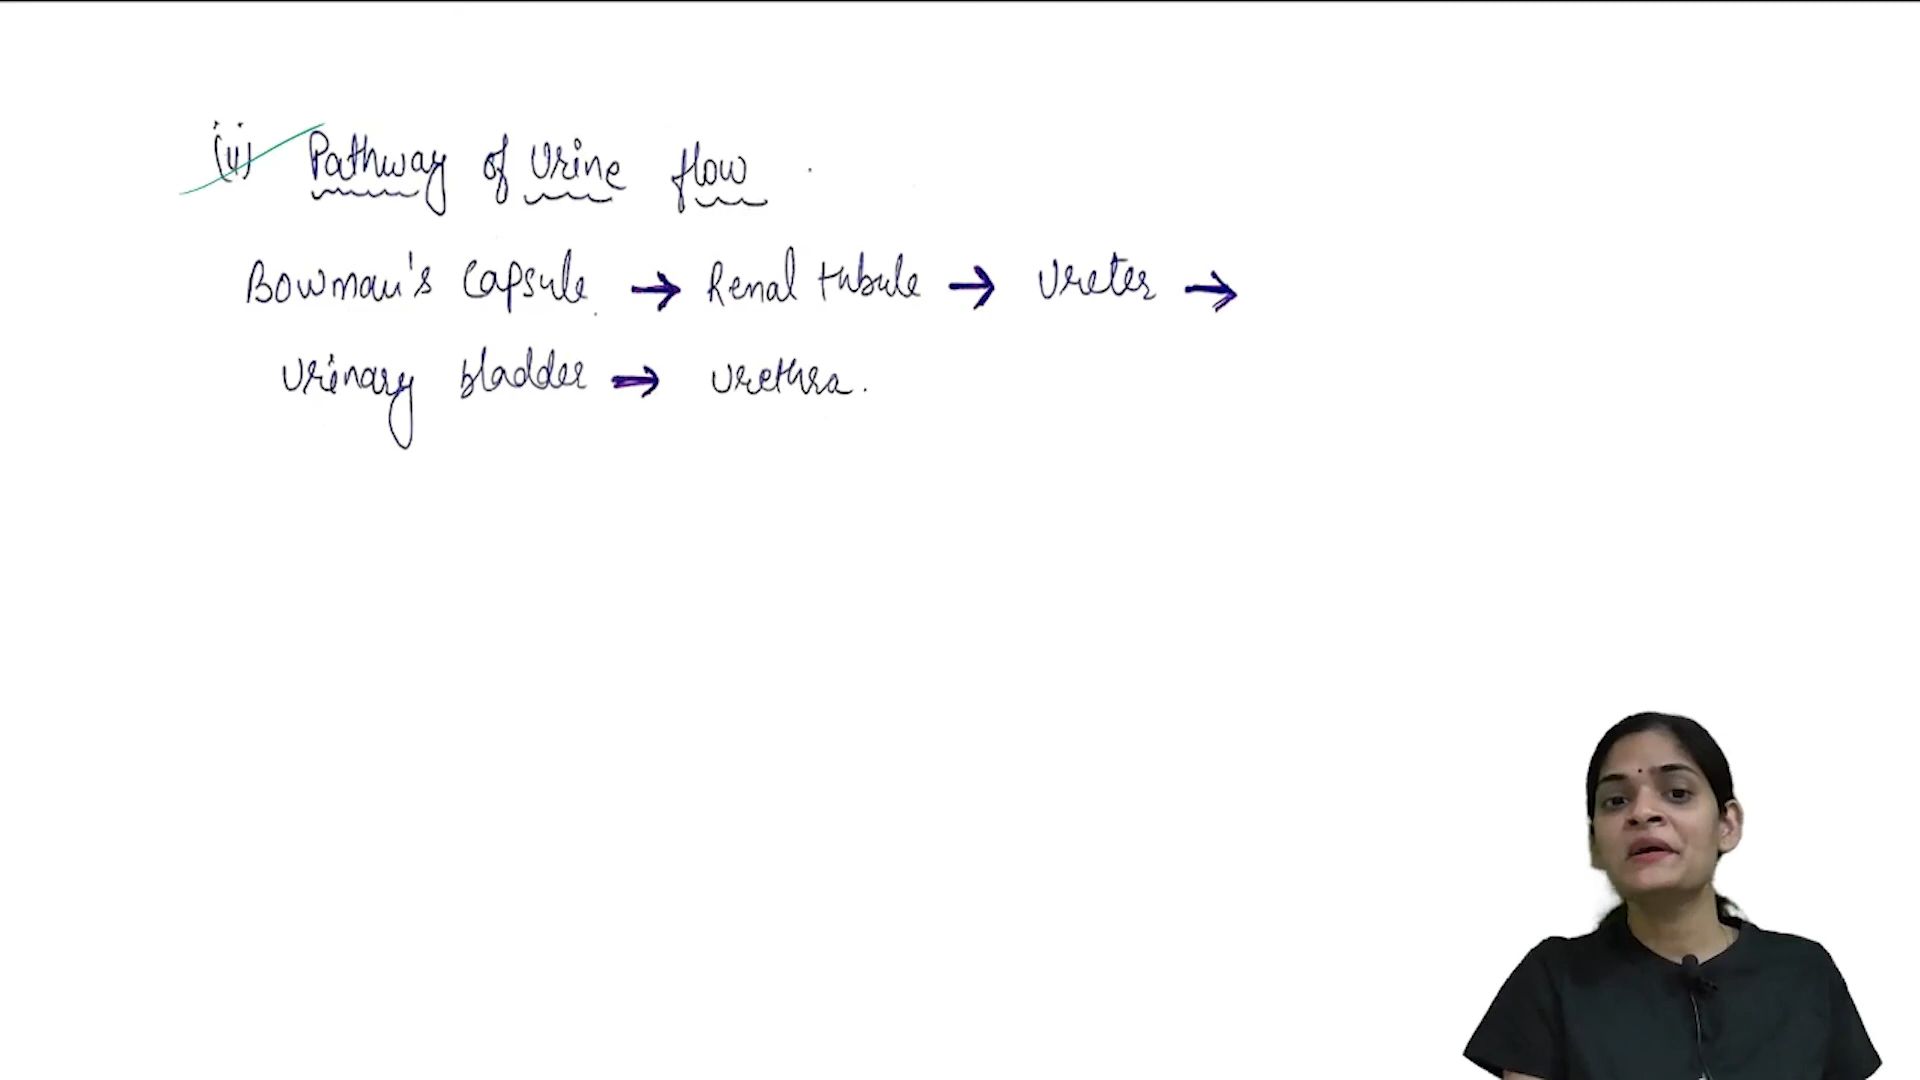 (ii) Pathway of Urine flow
Bowman's Capsule → Renal tubule → Ureter →
Urinary bladder → Urethra.